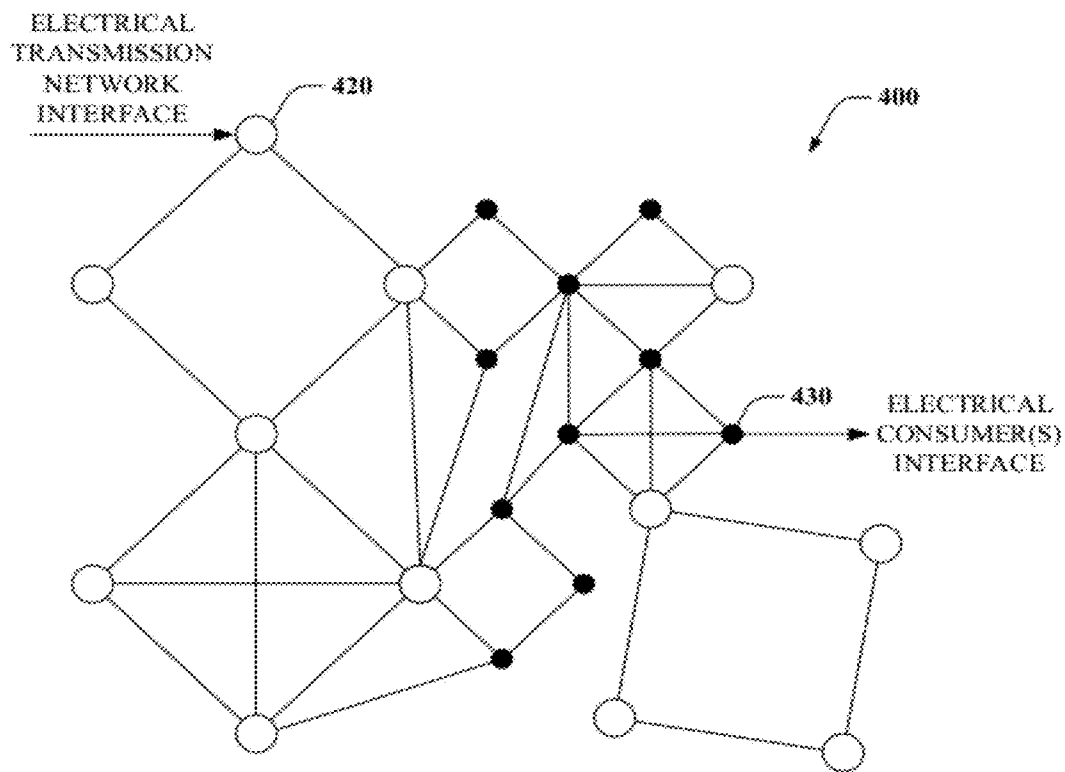 ELECTRICAL
TRANSMISSION
NETWORK
INTERFACE
420
400
430
ELECTRICAL
CONSUMER(S)
INTERFACE